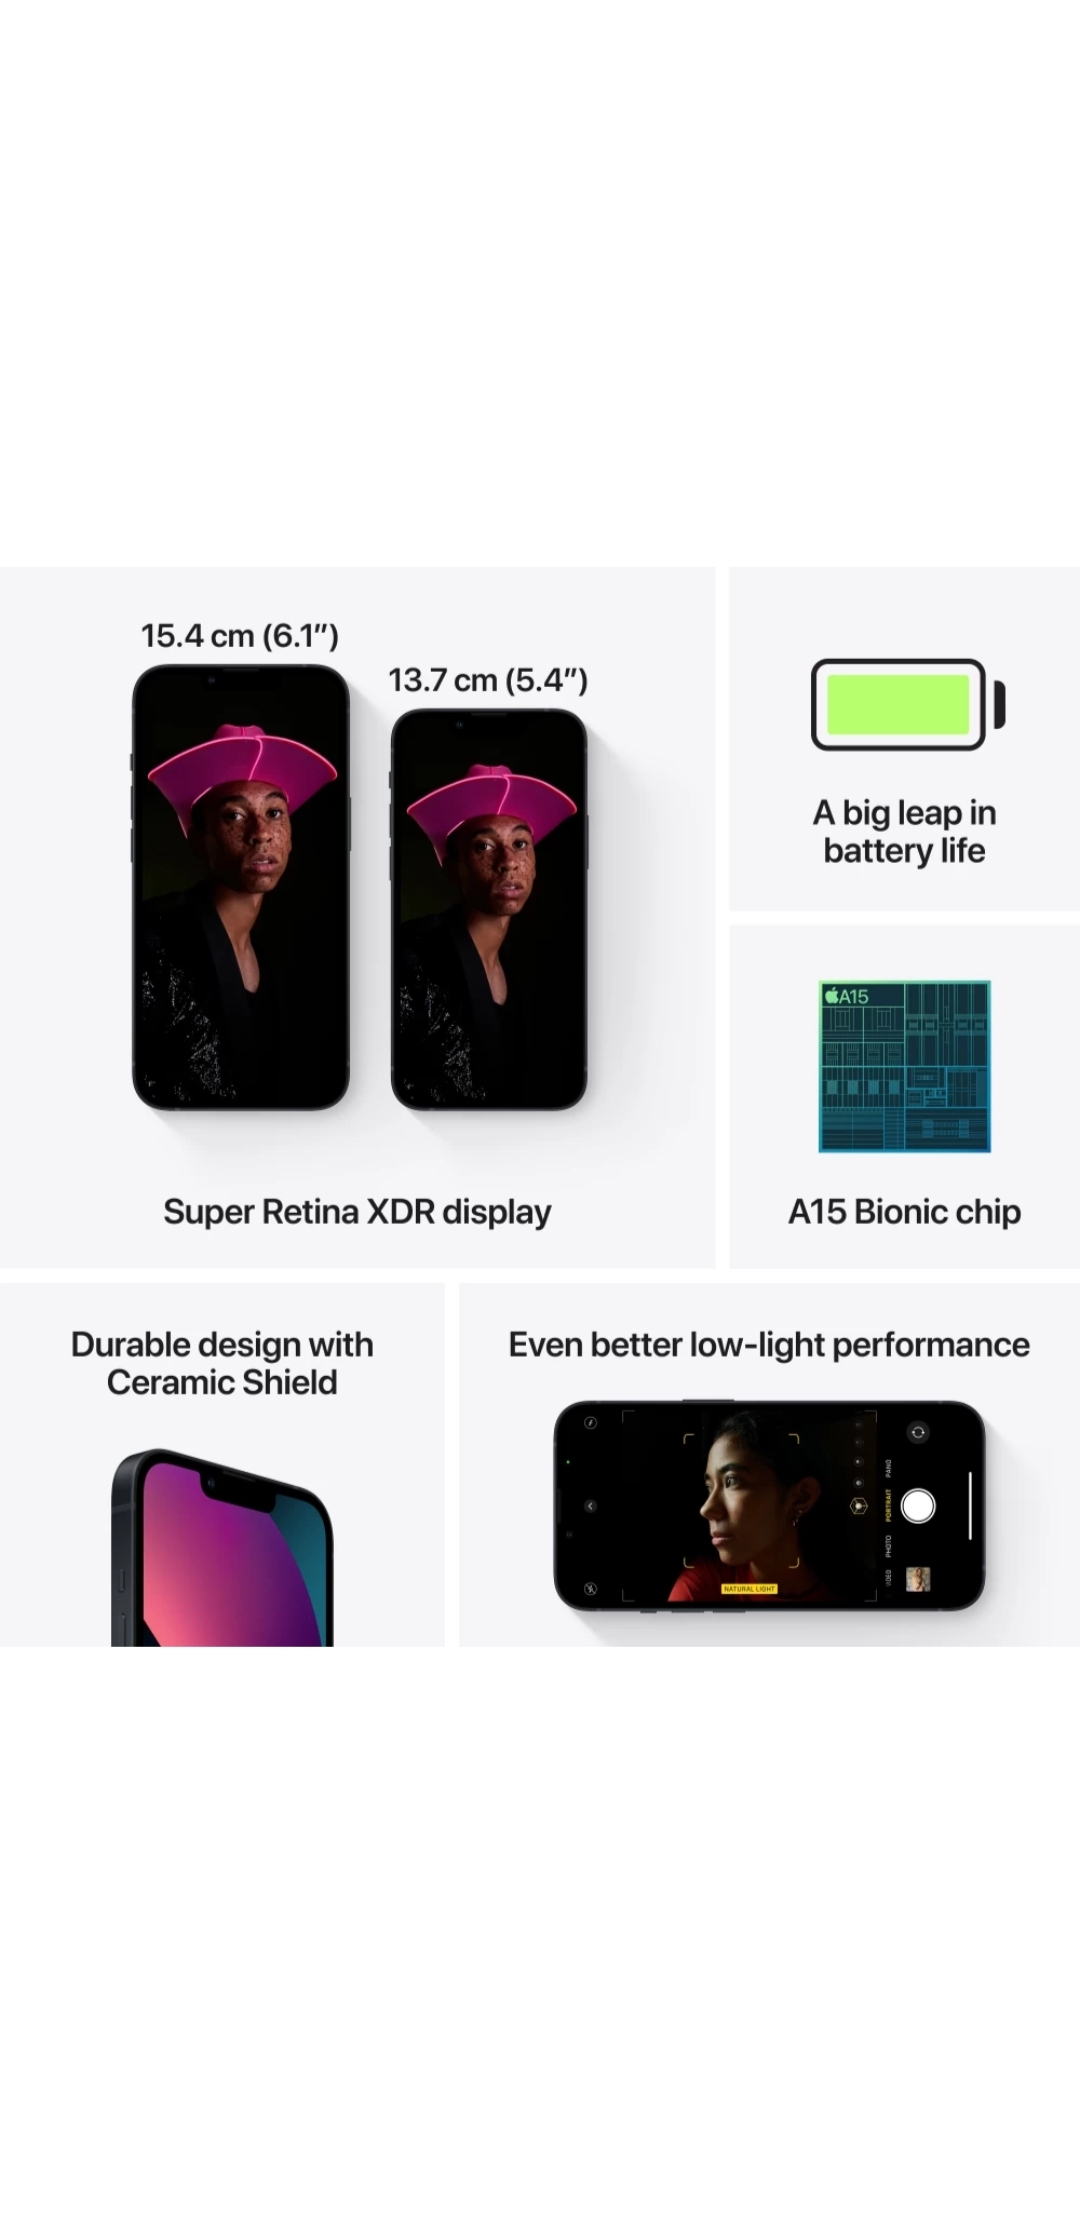 15.4 cm (6.1″)
13.7 cm (5.4″)
Super Retina XDR display
A big leap in
battery life
A15
A15 Bionic chip
Durable design with
Ceramic Shield
Even better low-light performance
PANO
PORTRAIT
PHOTO
NATURAL LIGHT